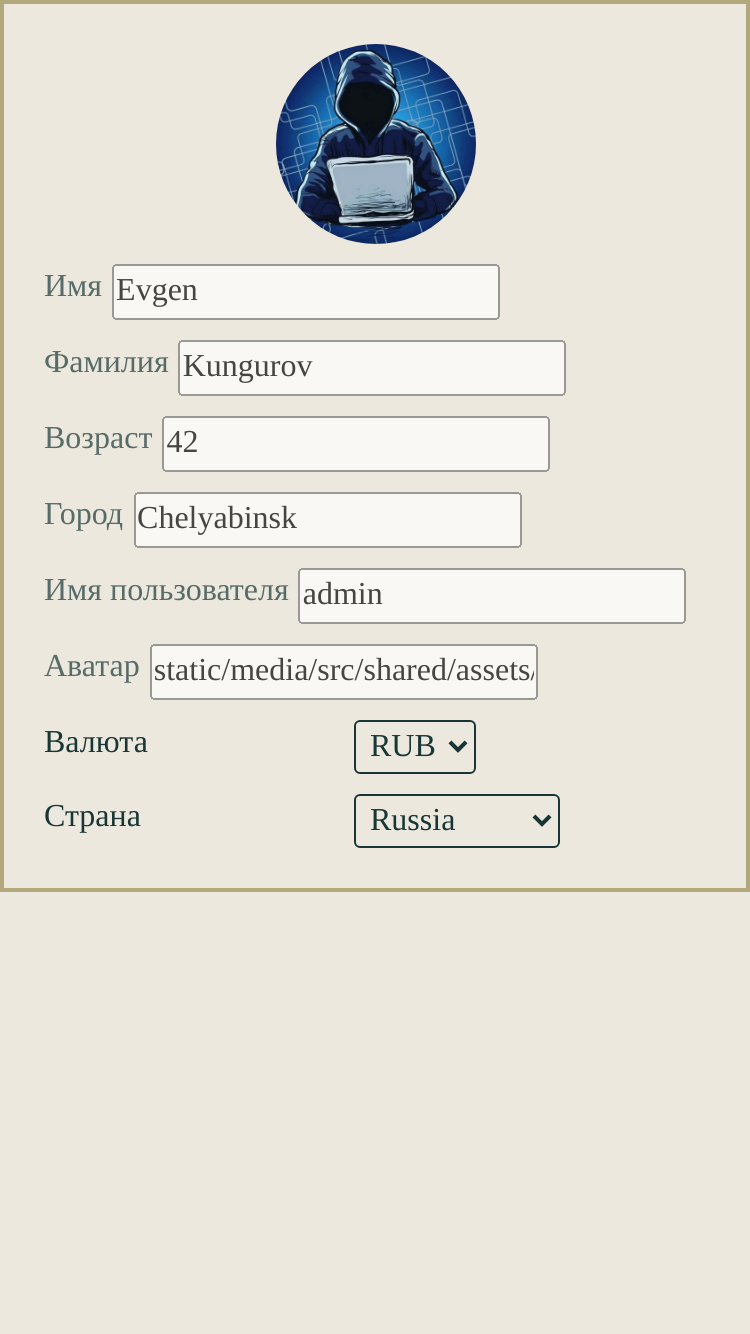 Имя Evgen
Фамилия Kungurov
Возраст 42
Город Chelyabinsk
Имя пользователя admin
Аватар static/media/src/shared/assets/
Валюта RUB
Страна Russia